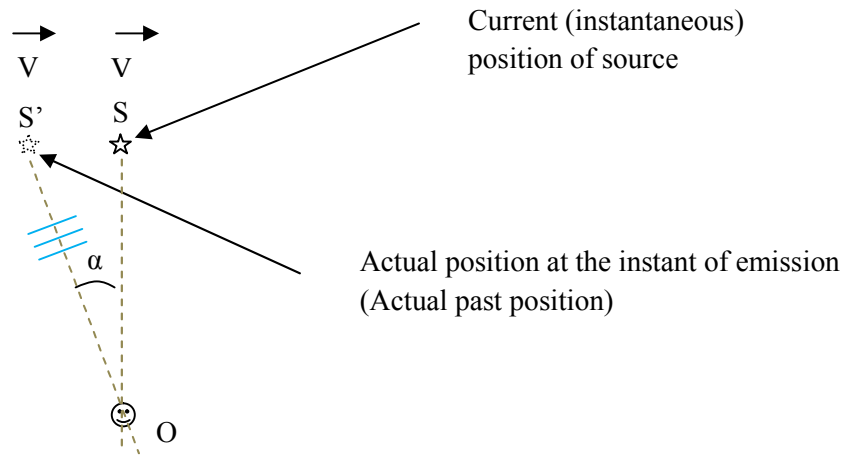 Current (instantaneous)
position of source
V V
S’ S
α
Actual position at the instant of emission
(Actual past position)
O